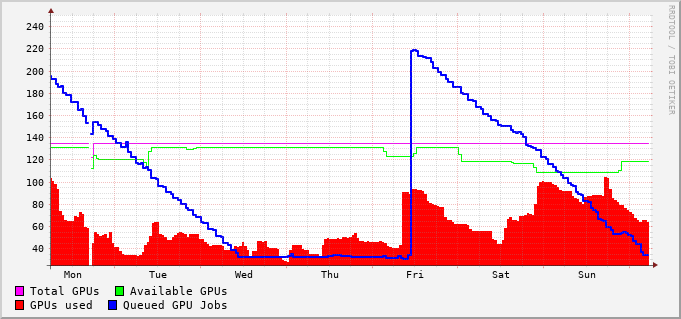 RRDTOOL / TOBI OETIKER
240
220
200
180
160
140
120
100
80
60
40
Mon Tue Wed Thu Fri Sat Sun
Total GPUs Available GPUs
GPUs used Queued GPU Jobs